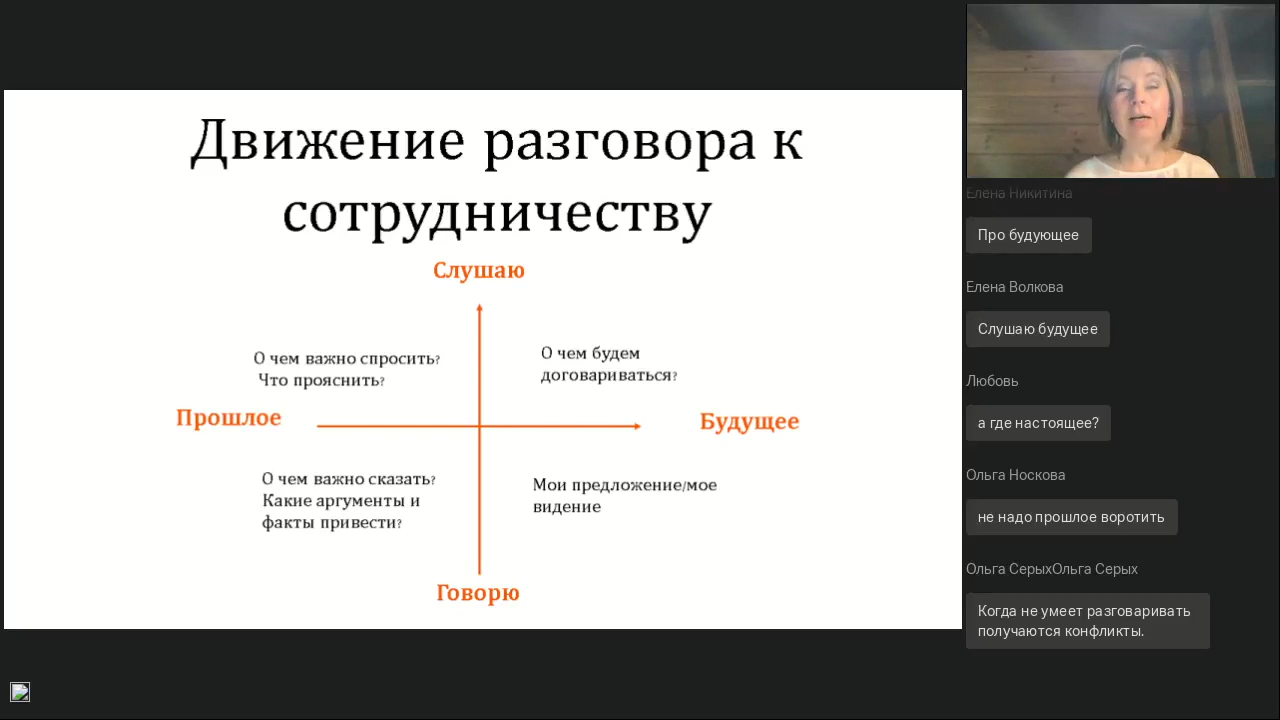 Движение разговора к
сотрудничеству
Слушаю
О чем важно спросить?
Что прояснить?
О чем будем
договариваться?
Прошлое
Будущее
О чем важно сказать?
Какие аргументы и
факты привести?
Мои предложение/мое
видение
Говорю
Елена Никитина
Про будующее
Елена Волкова
Слушаю будущее
Любовь
а где настоящее?
Ольга Носкова
не надо прошлое воротить
Ольга СерыхОльга Серых
Когда не умеет разговаривать
получаются конфликты.